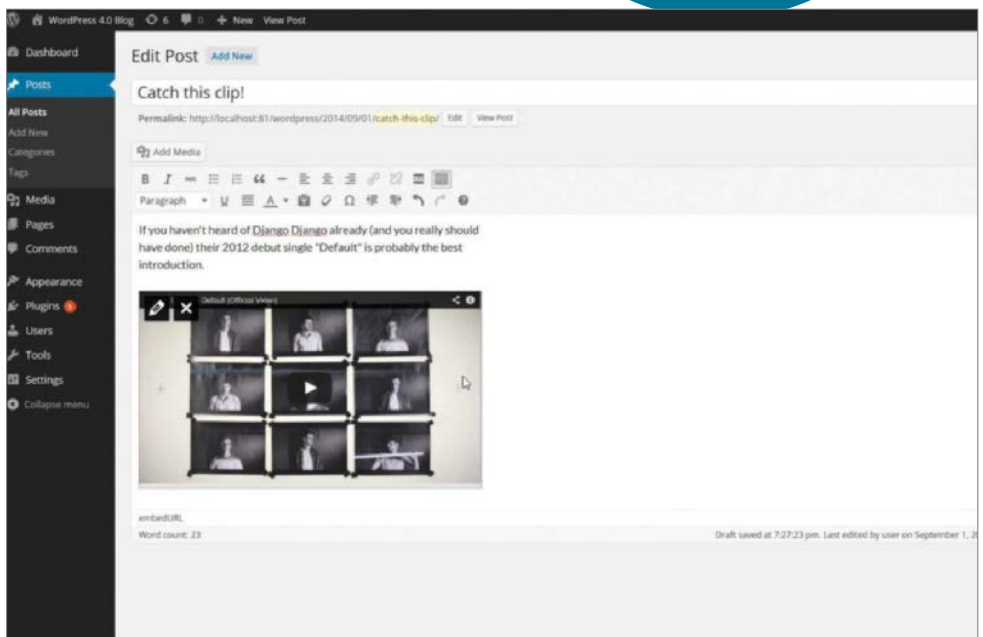 WordPress 4.0 Blog 6 0 + New View Post
Dashboard
Posts
All Posts
Add New
Categories
Tags
Media
Pages
Comments
Appearance
Plugins 5
Users
Tools
Settings
Collapse menu
Edit Post Add New
Catch this clip!
Permalink: http://localhost:81/wordpress/2014/09/01/catch-this-clip/ Edit View Post
Add Media
B I ABC
Paragraph U A Ω
If you haven't heard of Django Django already (and you really should
have done) their 2012 debut single "Default" is probably the best
introduction.
Default (Official Video)
embedURL
Word count: 23
Draft saved at 7:27:23 pm. Last edited by user on September 1,